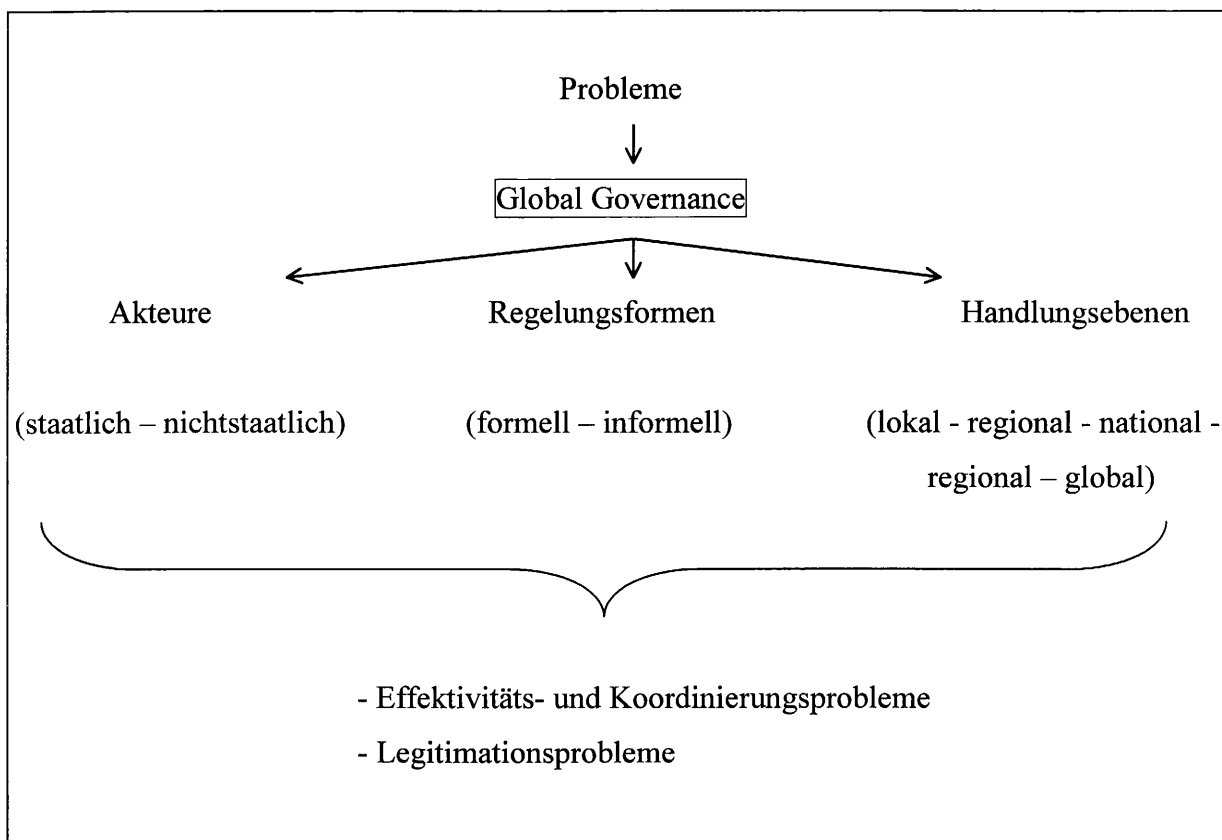 Probleme
Global Governance
Akteure
Regelungsformen
Handlungsebenen
(staatlich – nichtstaatlich)
(formell – informell)
(lokal - regional - national -
regional – global)
- Effektivitäts- und Koordinierungsprobleme
- Legitimationsprobleme